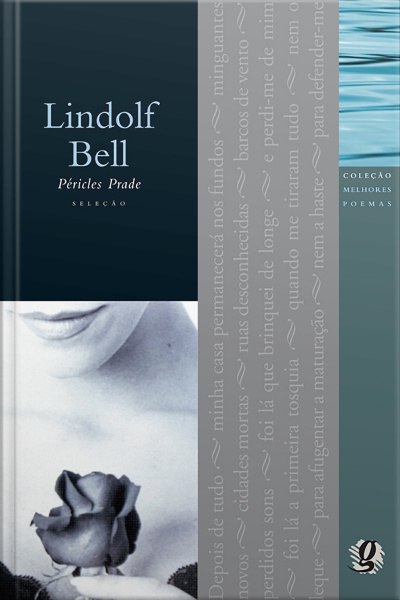 Lindolf
Bell
Péricles Prade
SELEÇÃO
Depois de tudo ~ minha casa permanecerá nos fundos ~ minguantes
novos ~ cidades mortas ~ ruas desconhecidas ~ barcos de vento ~
perdidos sons ~ foi lá que brinquei de longe ~ e perdi-me de mim
foi lá a primeira tosquia ~ quando me tiraram tudo ~ nem o
leque ~ para afugentar a maturação ~ nem a haste ~ para defender-me
COLEÇÃO
MELHORES
POEMAS
g